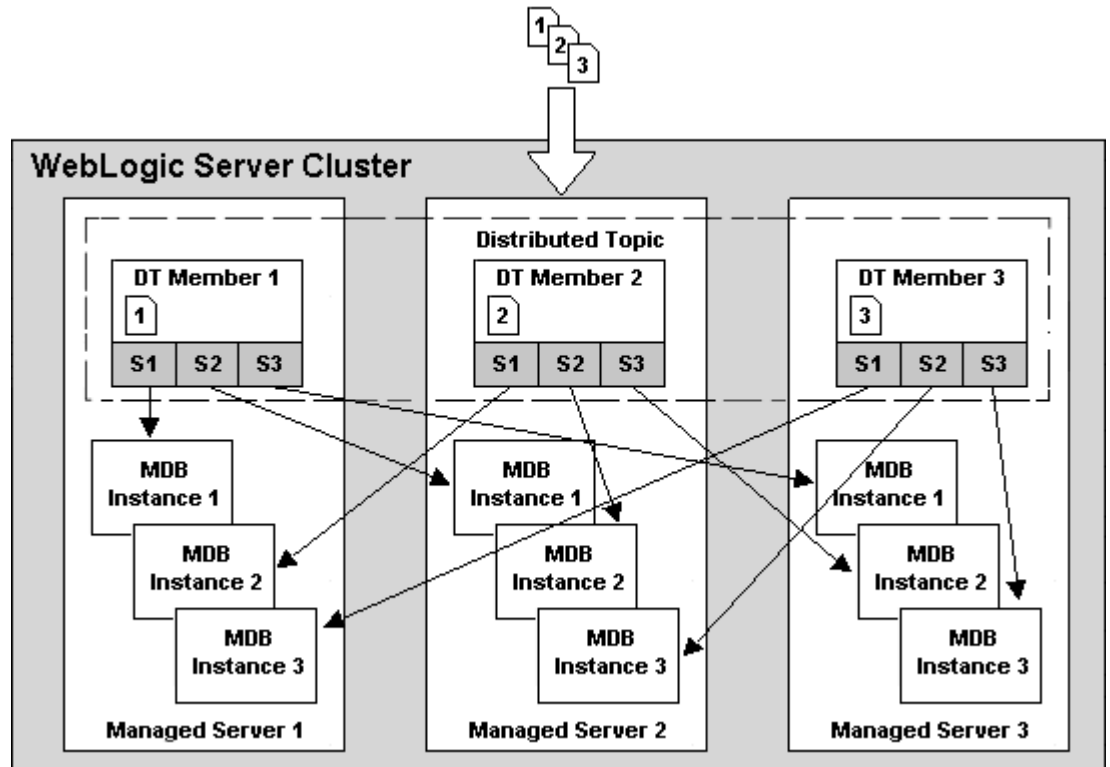 1
2
3
WebLogic Server Cluster
Distributed Topic
DT Member 1
1
S1 S2 S3
DT Member 2
2
S1 S2 S3
DT Member 3
3
S1 S2 S3
MDB
Instance 1
MDB
Instance 2
MDB
Instance 3
Managed Server 1
MDB
Instance 1
MDB
Instance 2
MDB
Instance 3
Managed Server 2
MDB
Instance 1
MDB
Instance 2
MDB
Instance 3
Managed Server 3